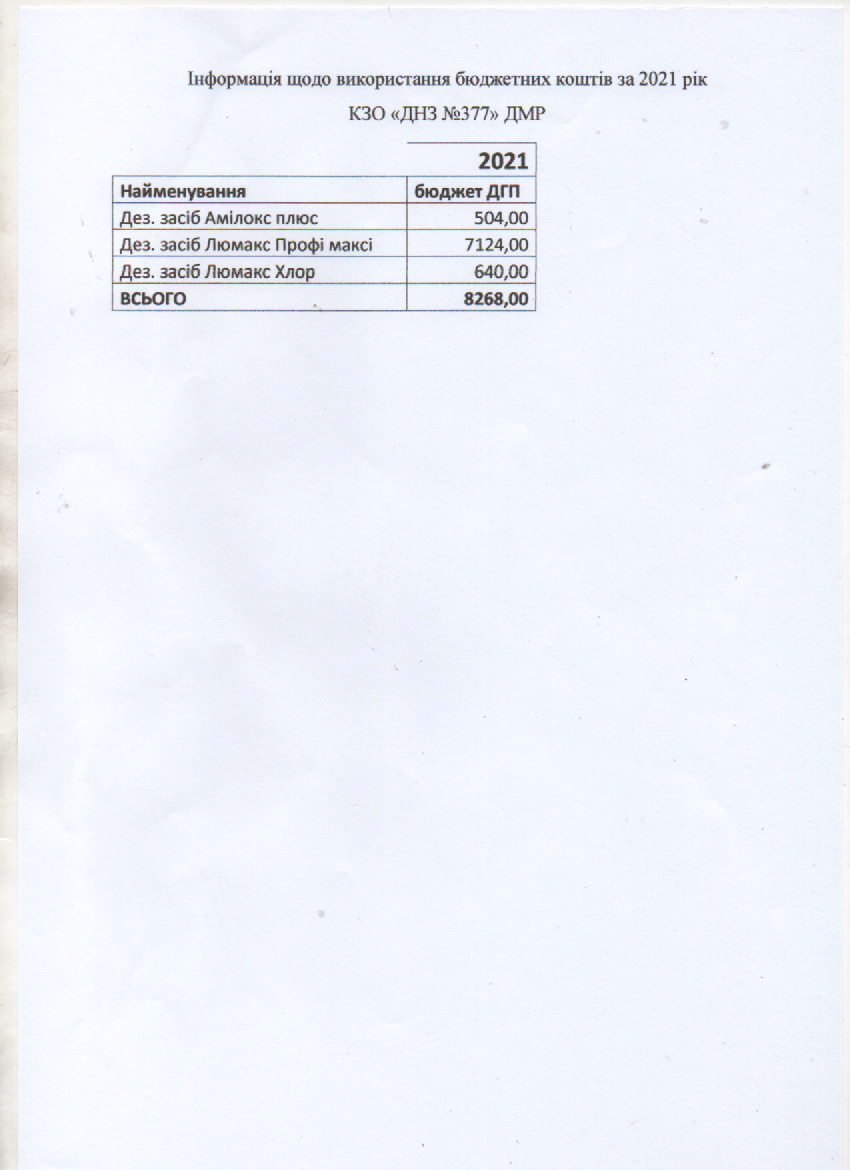 Інформація щодо використання бюджетних коштів за 2021 рік
КЗО «ДНЗ №377» ДМР
2021
Найменування бюджет ДГП
Дез. засіб Амілокс плюс 504,00
Дез. засіб Люмакс Профі максі 7124,00
Дез. засіб Люмакс Хлор 640,00
ВСЬОГО 8268,00